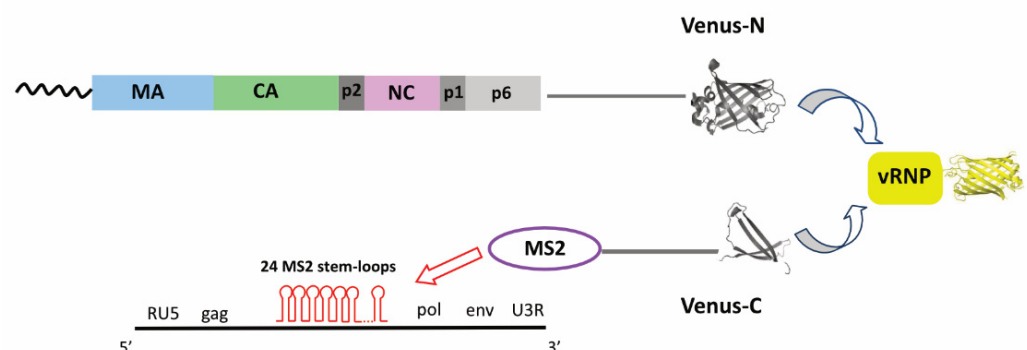 Venus-N
MA CA p2 NC p1 p6
vRNP
MS2
24 MS2 stem-loops
Venus-C
RU5 gag pol env U3R
5' 3'